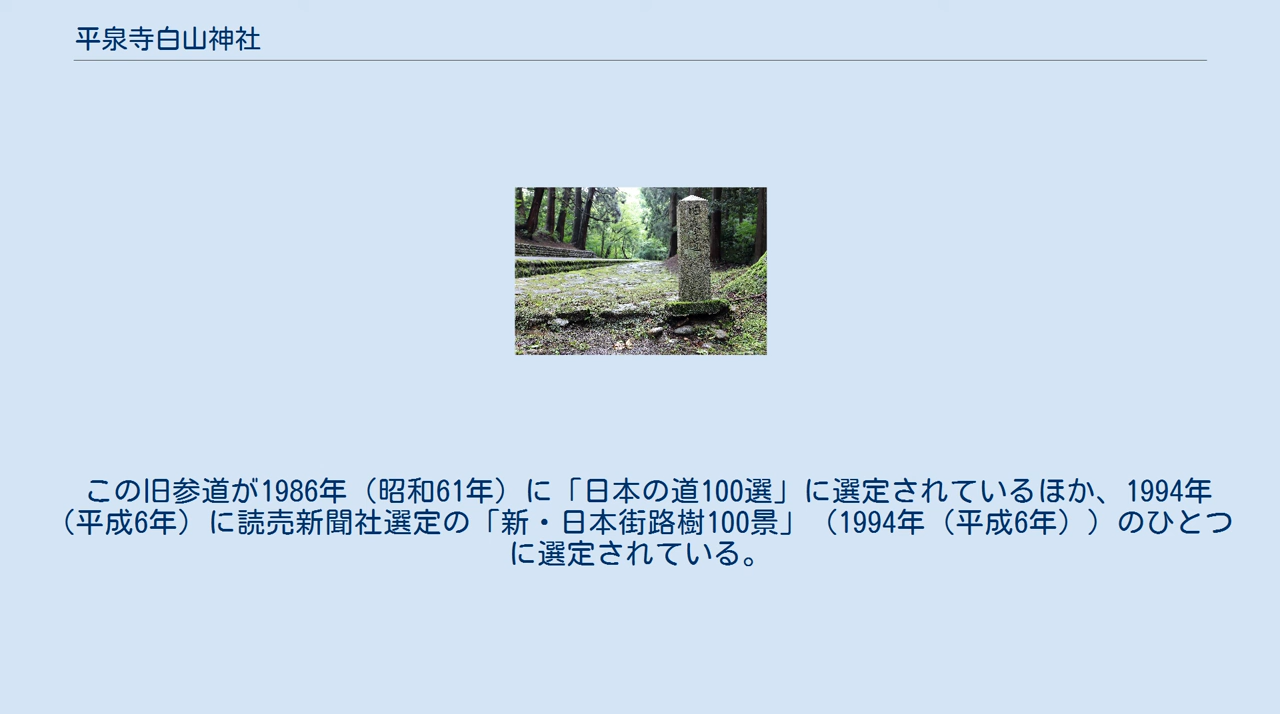 平泉寺白山神社
この旧参道が1986年（昭和61年）に「日本の道100選」に選定されているほか、1994年
（平成6年）に読売新聞社選定の「新・日本街路樹100景」（1994年（平成6年））のひとつ
に選定されている。